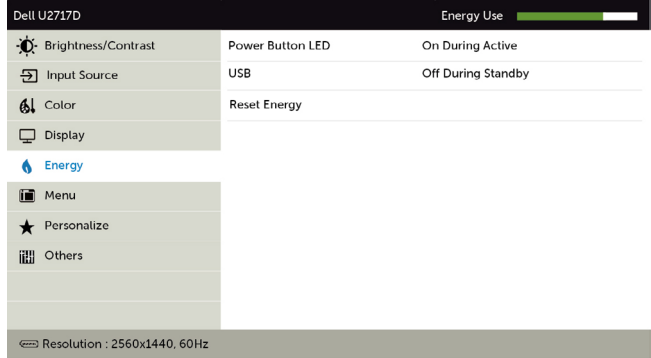 Dell U2717D Energy Use
Brightness/Contrast Power Button LED On During Active
Input Source USB Off During Standby
Color Reset Energy
Display
Energy
Menu
Personalize
Others
Resolution : 2560x1440, 60Hz